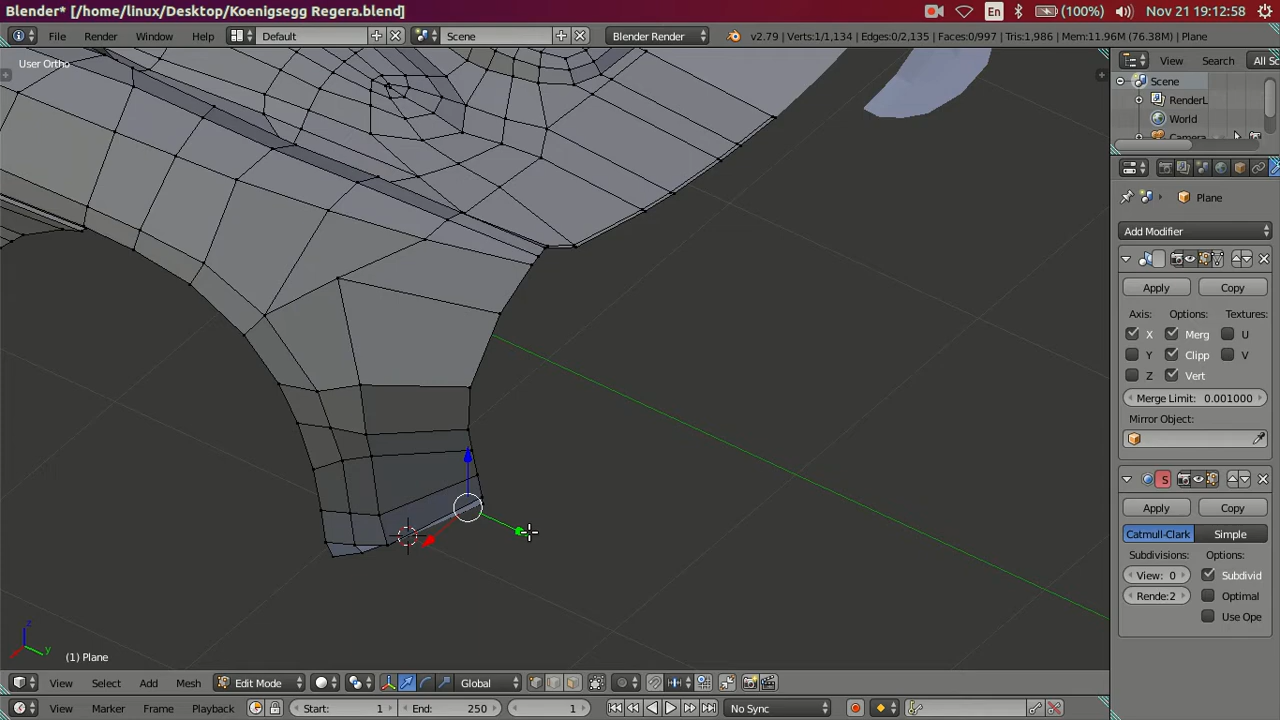 Blender* [/home/linux/Desktop/Koenigsegg Regera.blend] En (100%) Nov 21 19:12:58
File Render Window Help Default Scene Blender Render v2.79 | Verts:1/1,134 | Edges:0/2,135 | Faces:0/997 | Tris:1,986 | Mem:11.96M (76.38M) | Plane
User Ortho
View Search All Sc
Scene
RenderL
World
Camera
Plane
Add Modifier
Apply Copy
Axis: Options: Textures:
X Merg U
Y Clipp V
Z Vert
Merge Limit: 0.001000
Mirror Object:
S
Apply Copy
Catmull-Clark Simple
Subdivisions: Options:
View: 0 Subdivid
Rende:2 Optimal
Use Ope
z
y
(1) Plane
View Select Add Mesh Edit Mode Global
View Marker Frame Playback Start: 1 End: 250 1 No Sync